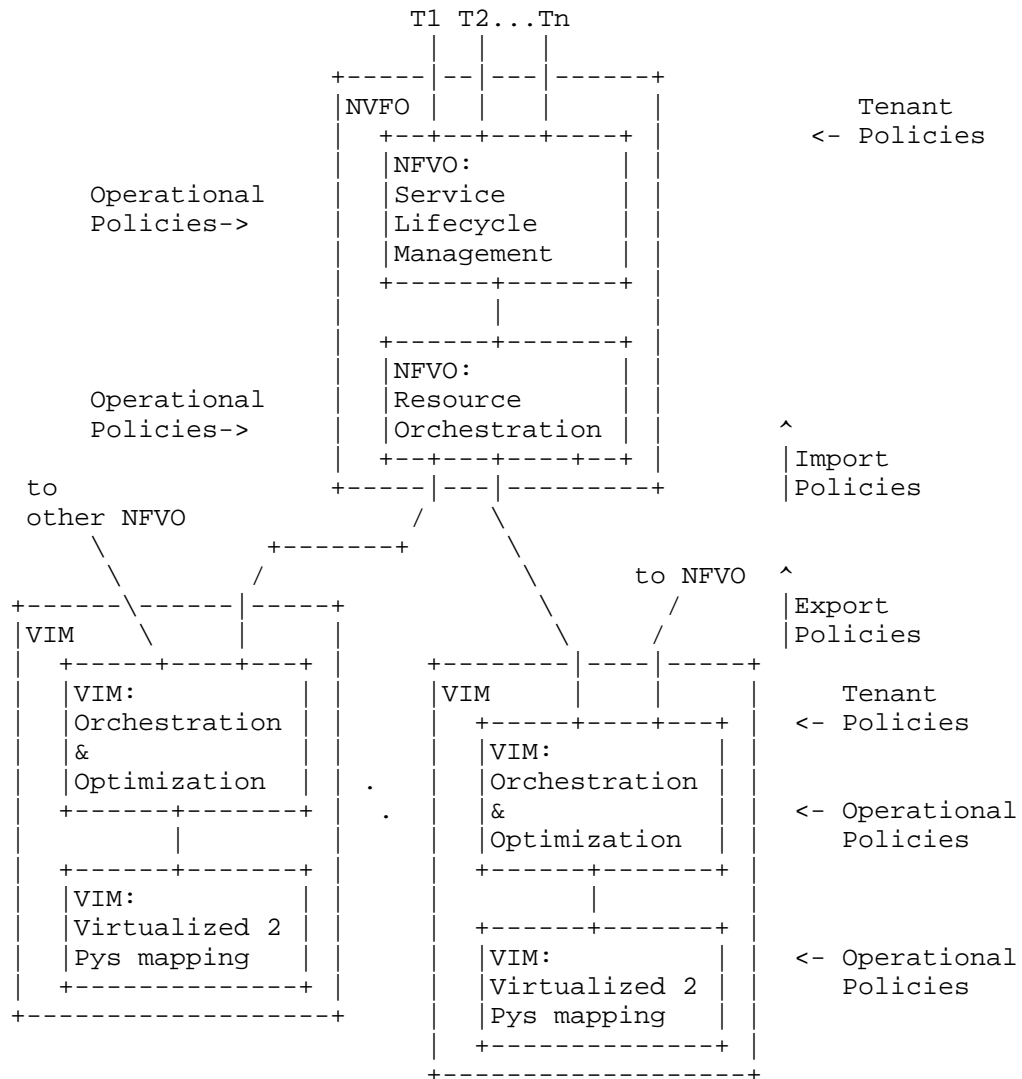 T1 T2...Tn
NVFO Tenant
<- Policies
NFVO:
Operational Service
Policies-> Lifecycle
Management
NFVO:
Operational Resource
Policies-> Orchestration ^
Import
to Policies
other NFVO
to NFVO ^
Export
VIM Policies
VIM: VIM Tenant
Orchestration <- Policies
& VIM:
Optimization . Orchestration
. & <- Operational
Optimization Policies
VIM:
Virtualized 2
Pys mapping VIM: <- Operational
Virtualized 2 Policies
Pys mapping